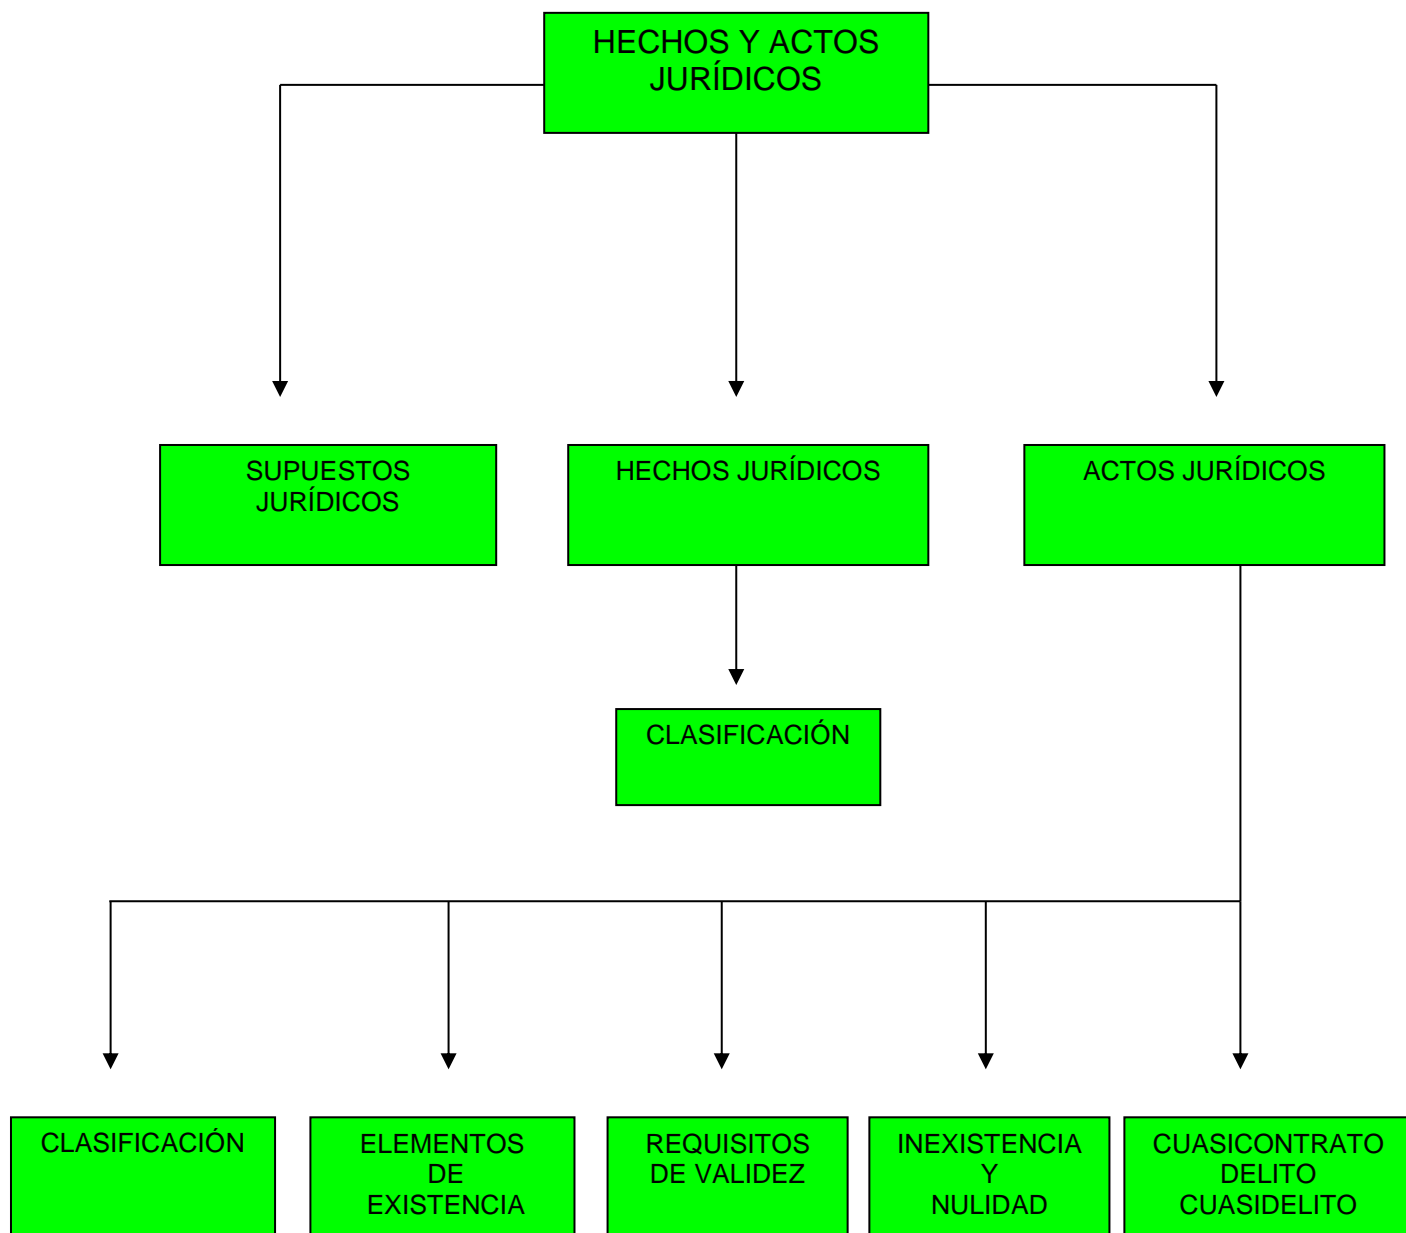 HECHOS Y ACTOS
JURÍDICOS
SUPUESTOS
JURÍDICOS
HECHOS JURÍDICOS
ACTOS JURÍDICOS
CLASIFICACIÓN
CLASIFICACIÓN
ELEMENTOS
DE
EXISTENCIA
REQUISITOS
DE VALIDEZ
INEXISTENCIA
Y
NULIDAD
CUASICONTRATO
DELITO
CUASIDELITO